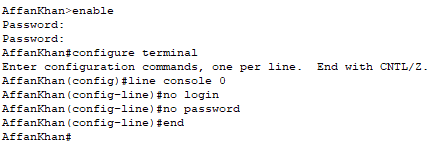 AffanKhan>enable
Password:
Password:
AffanKhan#configure terminal
Enter configuration commands, one per line.  End with CNTL/Z.
AffanKhan(config)#line console 0
AffanKhan(config-line)#no login
AffanKhan(config-line)#no password
AffanKhan(config-line)#end
AffanKhan#